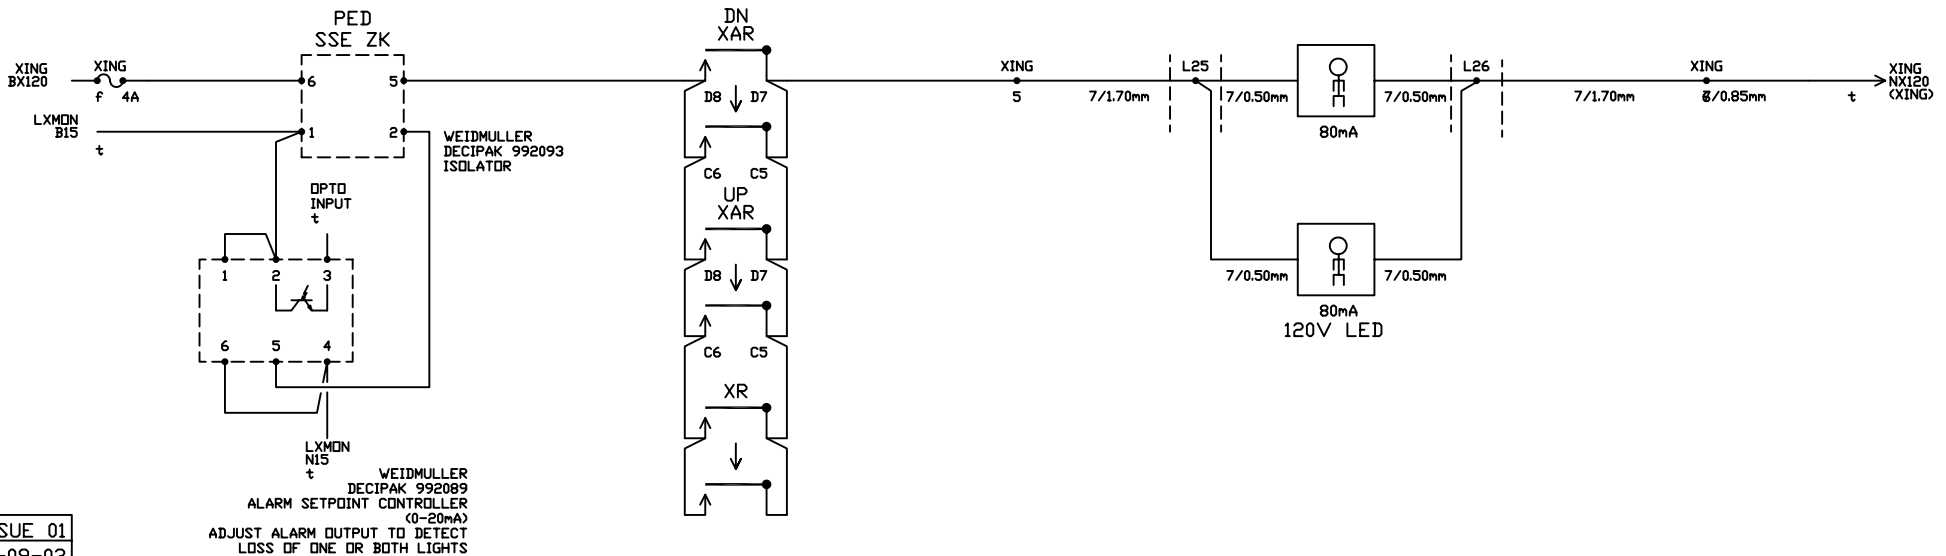 PED
SSE ZK
XING
BX120
XING
f 4A
6
5
LXMON
B15
t
1
2
WEIDMULLER
DECIPAK 992093
ISOLATOR
OPTO
INPUT
t
1 2 3
6 5 4
LXMON
N15
t
WEIDMULLER
DECIPAK 992089
ALARM SETPOINT CONTROLLER
(0-20mA)
ADJUST ALARM OUTPUT TO DETECT
LOSS OF ONE OR BOTH LIGHTS
SUE 01
DN
XAR
D8 D7
C6 C5
UP
XAR
D8 D7
C6 C5
XR
XING
5
7/1.70mm
L25
7/0.50mm
7/0.50mm
80mA
L26
7/1.70mm
XING
/0.85mm
t
XING
NX120
(XING)
7/0.50mm
7/0.50mm
80mA
120V LED